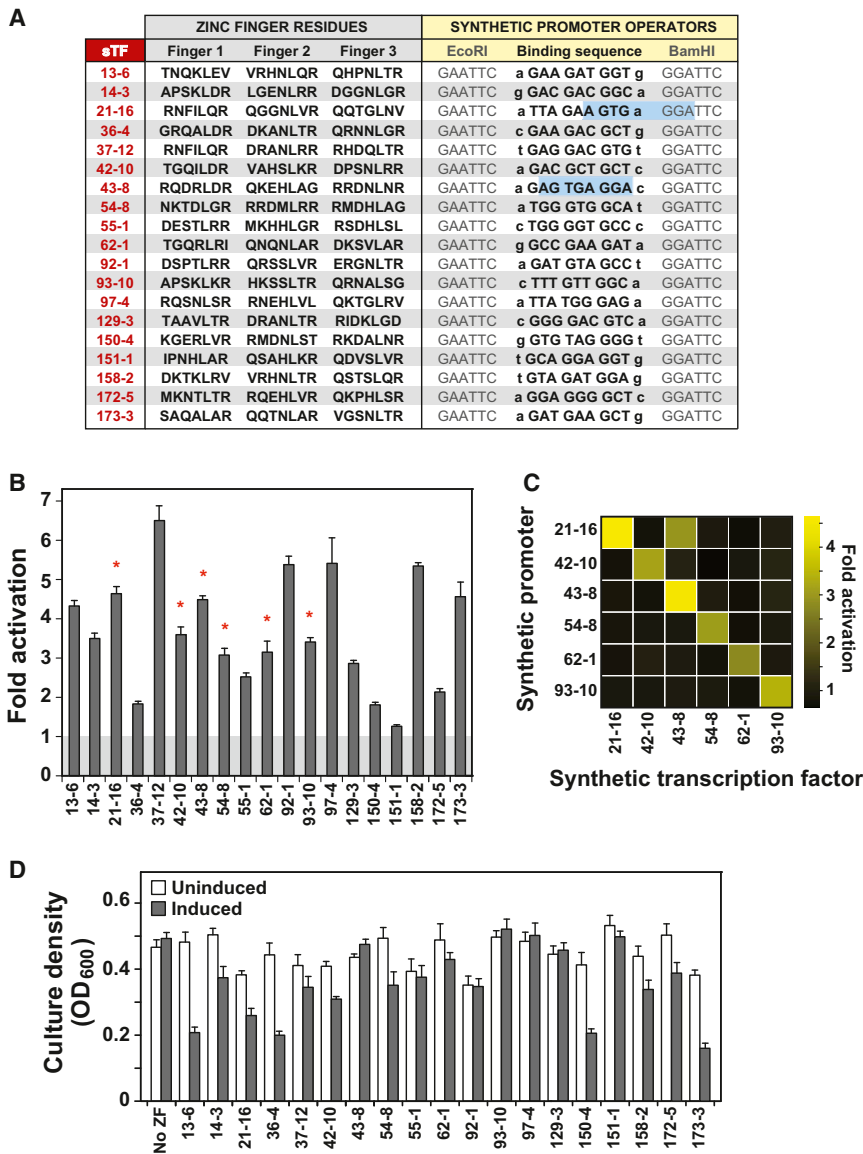 A
ZINC FINGER RESIDUES SYNTHETIC PROMOTER OPERATORS
sTF Finger 1 Finger 2 Finger 3 EcoRI Binding sequence BamHI
13-6 TNQKLEV VRHNLQR QHPNLTR GAATTC a GAA GAT GGT g GGATTC
14-3 APSKLDR LGENLRR DGGNLGR GAATTC g GAC GAC GGC a GGATTC
21-16 RNFILQR QGGNLVR QQTGLNV GAATTC a TTA GAA GTG a GGATTC
36-4 GRQALDR DKANLTR QRNNLGR GAATTC c GAA GAC GCT g GGATTC
37-12 RNFILQR DRANLRR RHDQLTR GAATTC t GAG GAC GTG t GGATTC
42-10 TGQILDR VAHSLKR DPSNLRR GAATTC a GAC GCT GCT c GGATTC
43-8 RQDRLDR QKEHLAG RRDNLNR GAATTC a GAG TGA GGA c GGATTC
54-8 NKTDLGR RRDMLRR RMDHLAG GAATTC a TGG GTG GCA t GGATTC
55-1 DESTLRR MKHHLGR RSDHLSL GAATTC c TGG GGT GCC c GGATTC
62-1 TGQRLRI QNQNLAR DKSVLAR GAATTC g GCC GAA GAT a GGATTC
92-1 DSPTLRR QRSSLVR ERGNLTR GAATTC a GAT GTA GCC t GGATTC
93-10 APSKLKR HKSSLTR QRNALSG GAATTC c TTT GTT GGC a GGATTC
97-4 RQSNLSR RNEHLVL QKTGLRV GAATTC a TTA TGG GAG a GGATTC
129-3 TAAVLTR DRANLTR RIDKLGD GAATTC c GGG GAC GTC a GGATTC
150-4 KGERLVR RMDNLST RKDALNR GAATTC g GTG TAG GGG t GGATTC
151-1 IPNHLAR QSAHLKR QDVSLVR GAATTC t GCA GGA GGT g GGATTC
158-2 DKTKLRV VRHNLTR QSTSLQR GAATTC t GTA GAT GGA g GGATTC
172-5 MKNTLTR RQEHLVR QKPHLSR GAATTC a GGA GGG GCT c GGATTC
173-3 SAQALAR QQTNLAR VGSNLTR GAATTC a GAT GAA GCT g GGATTC
B
Fold activation
7
6
5
4
3
2
1
0
* * * * * *
13-6 14-3 21-16 36-4 37-12 42-10 43-8 54-8 55-1 62-1 92-1 93-10 97-4 129-3 150-4 151-1 158-2 172-5 173-3
C
Synthetic promoter
21-16
42-10
43-8
54-8
62-1
93-10
21-16 42-10 43-8 54-8 62-1 93-10
Synthetic transcription factor
4
3
2
1
Fold activation
D
Culture density
(OD600)
Uninduced
Induced
0.6
0.4
0.2
0
No ZF 13-6 14-3 21-16 36-4 37-12 42-10 43-8 54-8 55-1 62-1 92-1 93-10 97-4 129-3 150-4 151-1 158-2 172-5 173-3